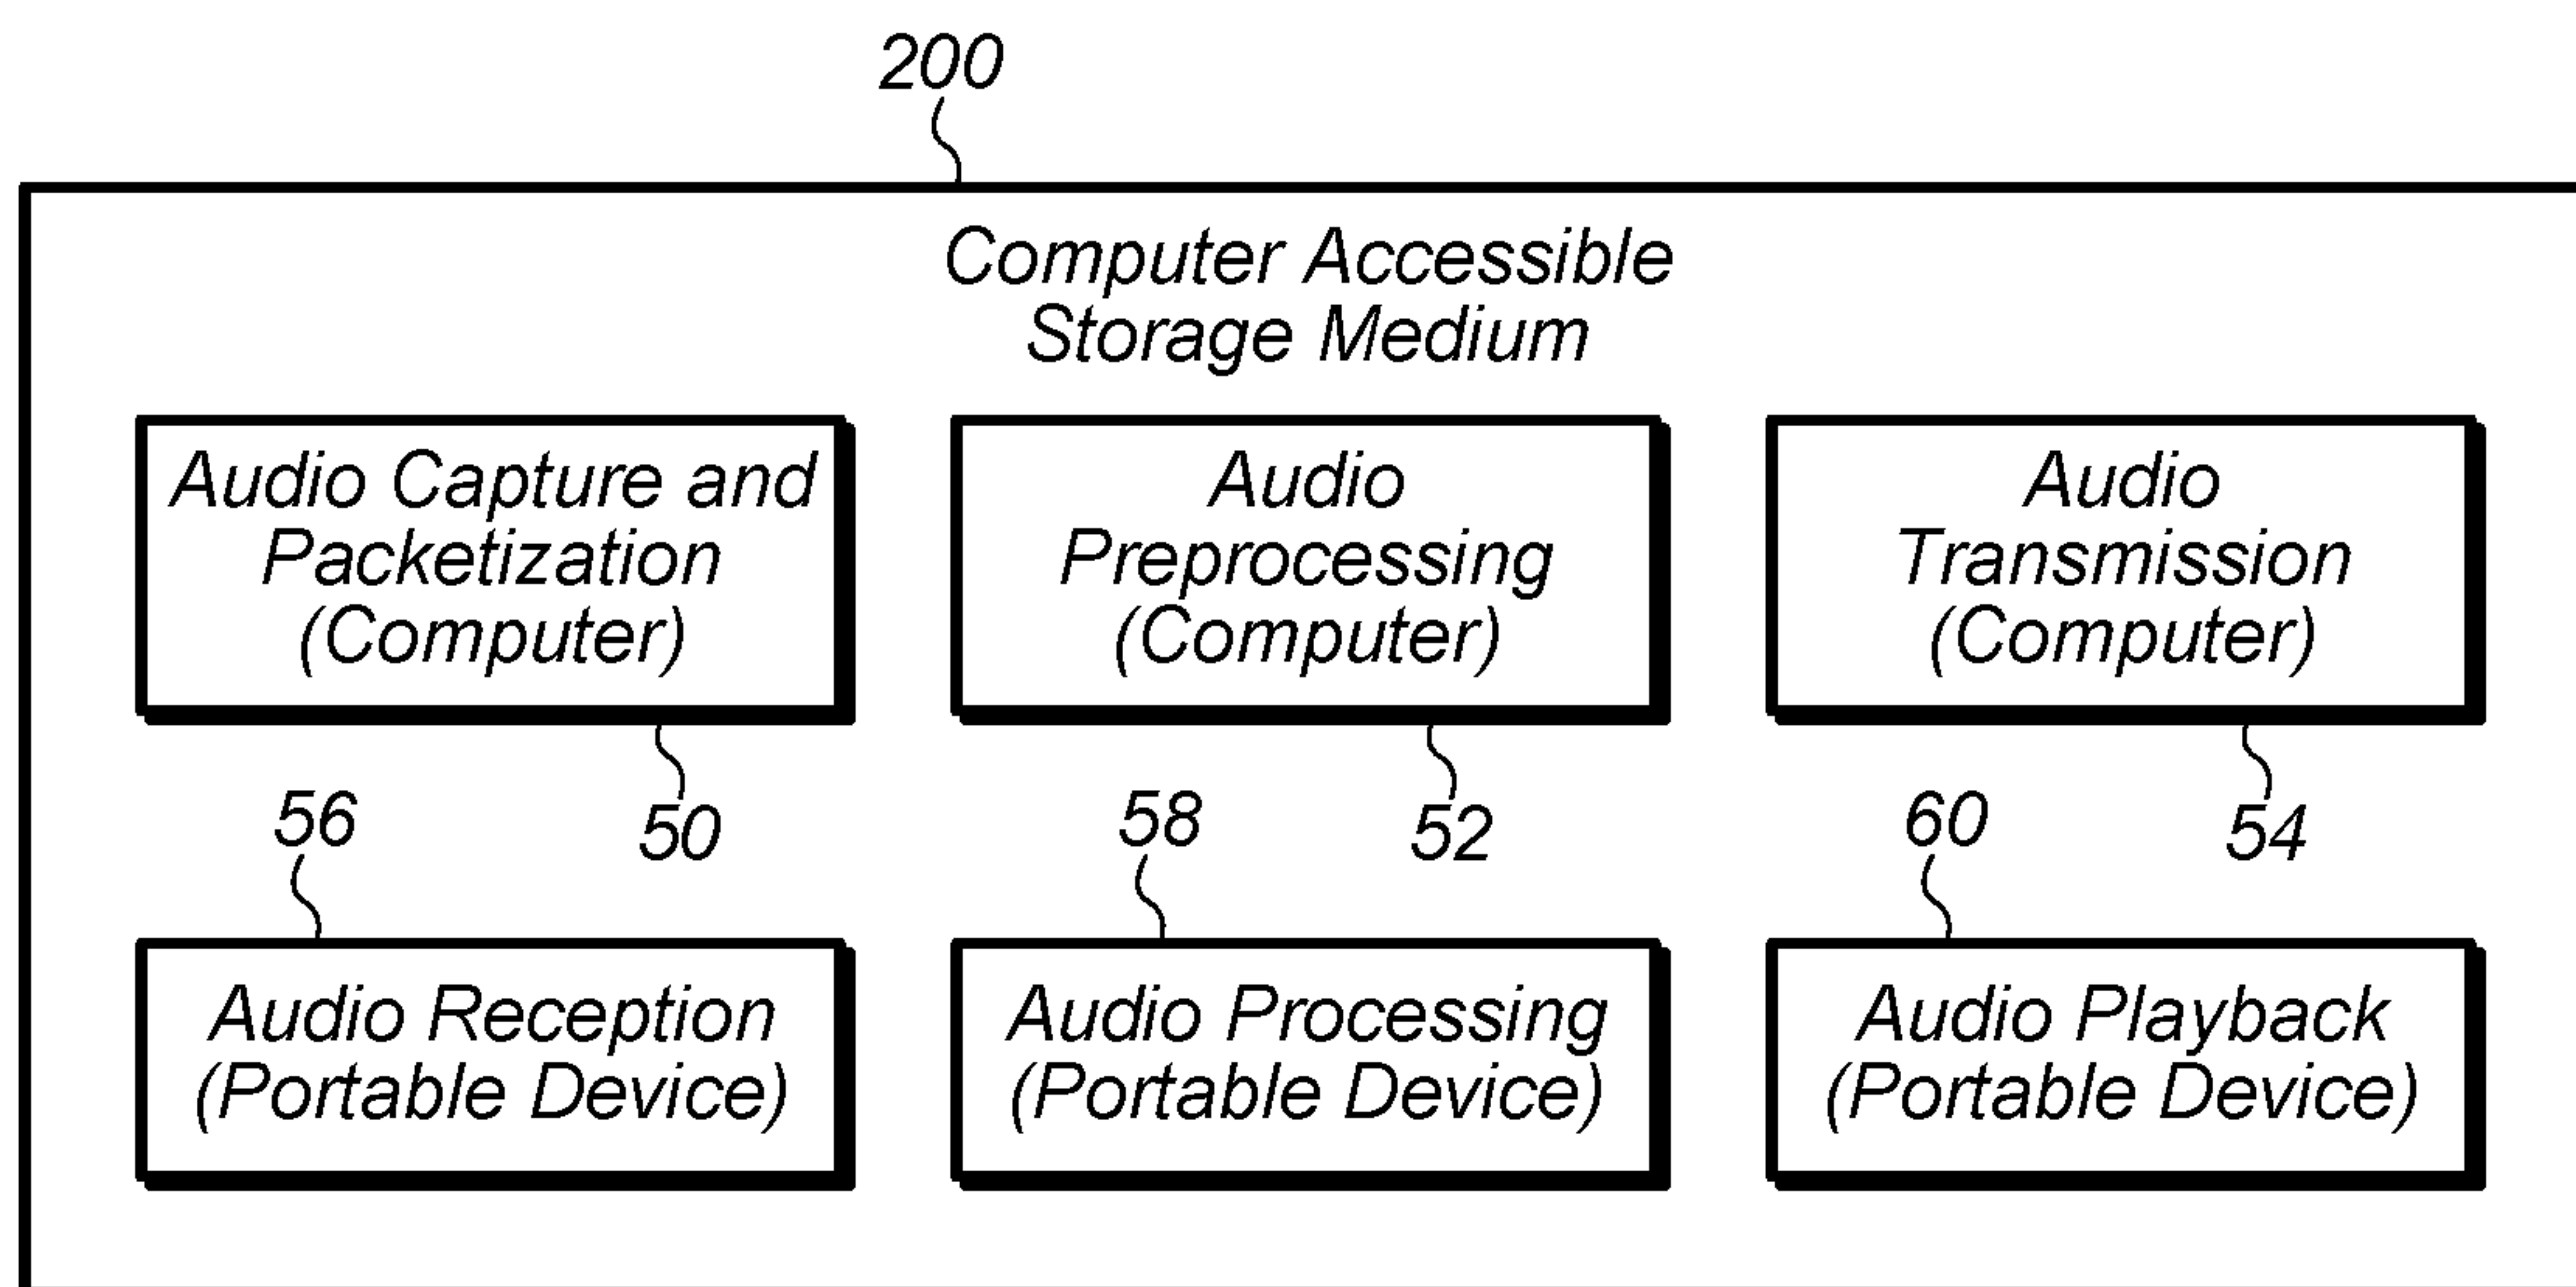 200
Computer Accessible
Storage Medium
Audio Capture and
Packetization
(Computer)
Audio
Preprocessing
(Computer)
Audio
Transmission
(Computer)
50
52
54
56
58
60
Audio Reception
(Portable Device)
Audio Processing
(Portable Device)
Audio Playback
(Portable Device)